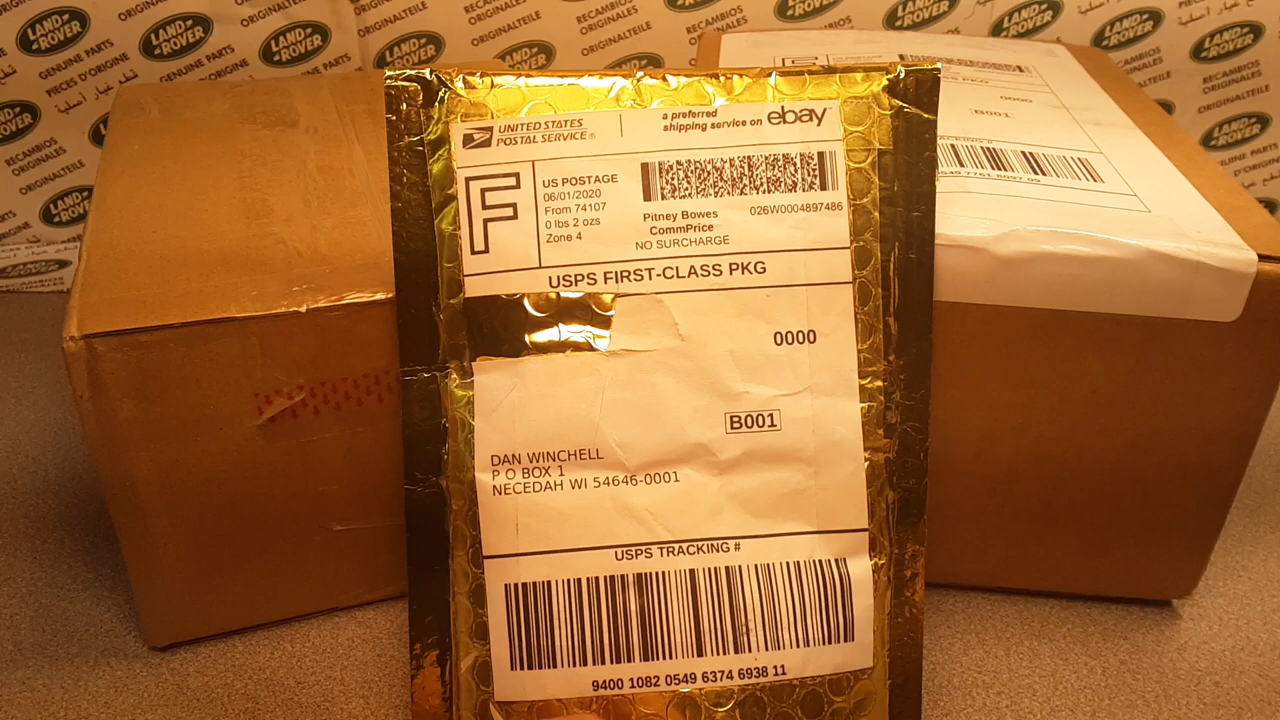 LAND ROVER
GENUINE PARTS
PIECES D'ORIGINE
RECAMBIOS
ORIGINALES
ORIGINALTEILE
UNITED STATES
POSTAL SERVICE®
a preferred
shipping service on ebay
F
US POSTAGE
06/01/2020
From 74107
0 lbs 2 ozs
Zone 4
Pitney Bowes
CommPrice
NO SURCHARGE
026W0004897486
USPS FIRST-CLASS PKG
0000
B001
DAN WINCHELL
P O BOX 1
NECEDAH WI 54646-0001
USPS TRACKING #
9400 1082 0549 6374 6938 11
0000
B001